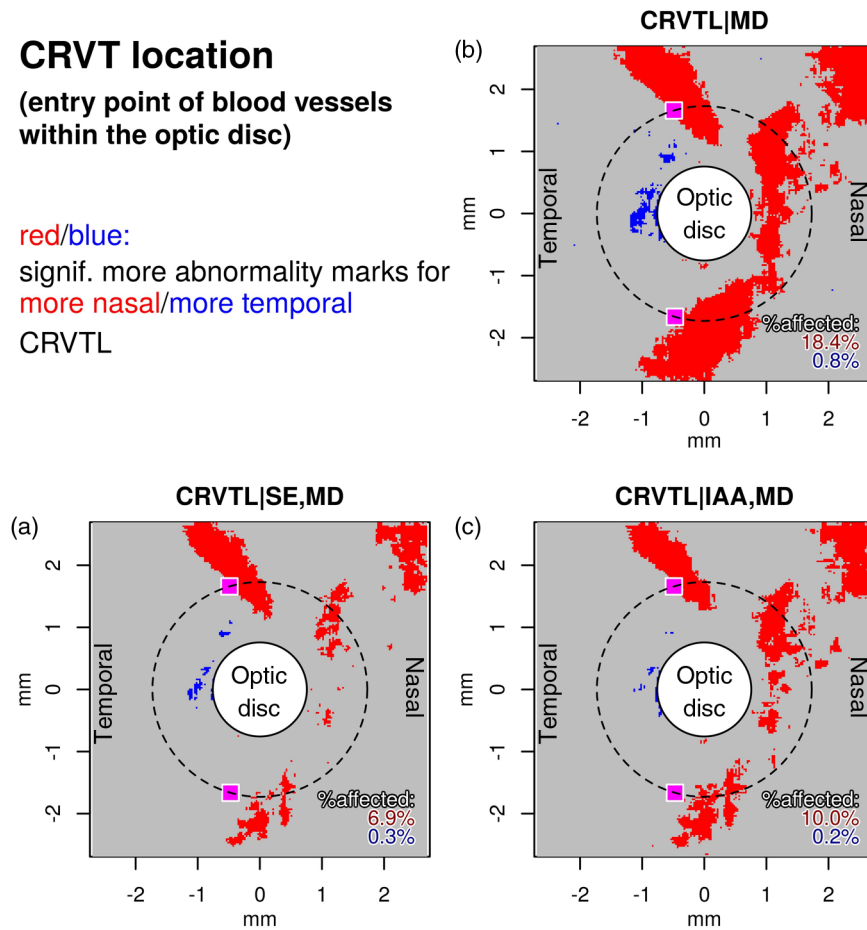 CRVT location
(entry point of blood vessels
within the optic disc)
red/blue:
signif. more abnormality marks for
more nasal/more temporal
CRVTL
(b)
CRVTL|MD
2
1
0
-1
-2
mm
Temporal
Optic
disc
Nasal
%affected:
18.4%
0.8%
-2 -1 0 1 2
mm
(a)
CRVTL|SE,MD
2
1
0
-1
-2
mm
Temporal
Optic
disc
Nasal
%affected:
6.9%
0.3%
-2 -1 0 1 2
mm
(c)
CRVTL|IAA,MD
2
1
0
-1
-2
mm
Temporal
Optic
disc
Nasal
%affected:
10.0%
0.2%
-2 -1 0 1 2
mm